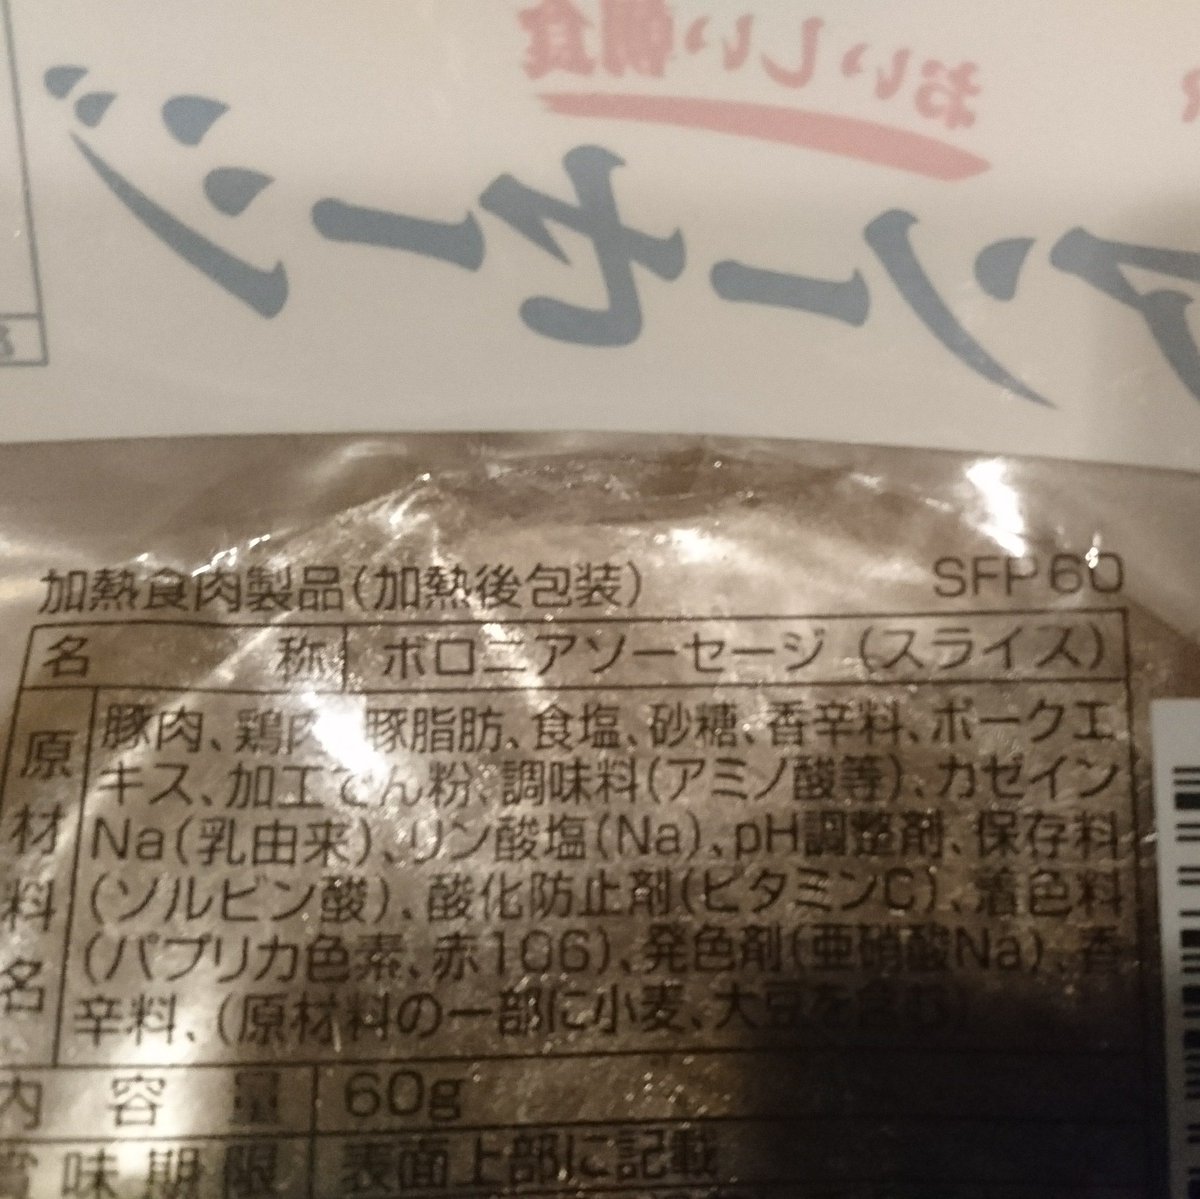 おいしい朝食
ソーセージ
加熱食肉製品(加熱後包装)
SFP60
名称 ボロニアソーセージ(スライス)
原材料名
豚肉、鶏肉、豚脂肪、食塩、砂糖、香辛料、ポークエ
キス、加工でん粉、調味料(アミノ酸等)、カゼイン
Na(乳由来)、リン酸塩(Na)、pH調整剤、保存料
(ソルビン酸)、酸化防止剤(ビタミンC)、着色料
(パプリカ色素、赤106)、発色剤(亜硝酸Na)、香
辛料、(原材料の一部に小麦、大豆を含む)
内容量 60g
賞味期限 表面上部に記載